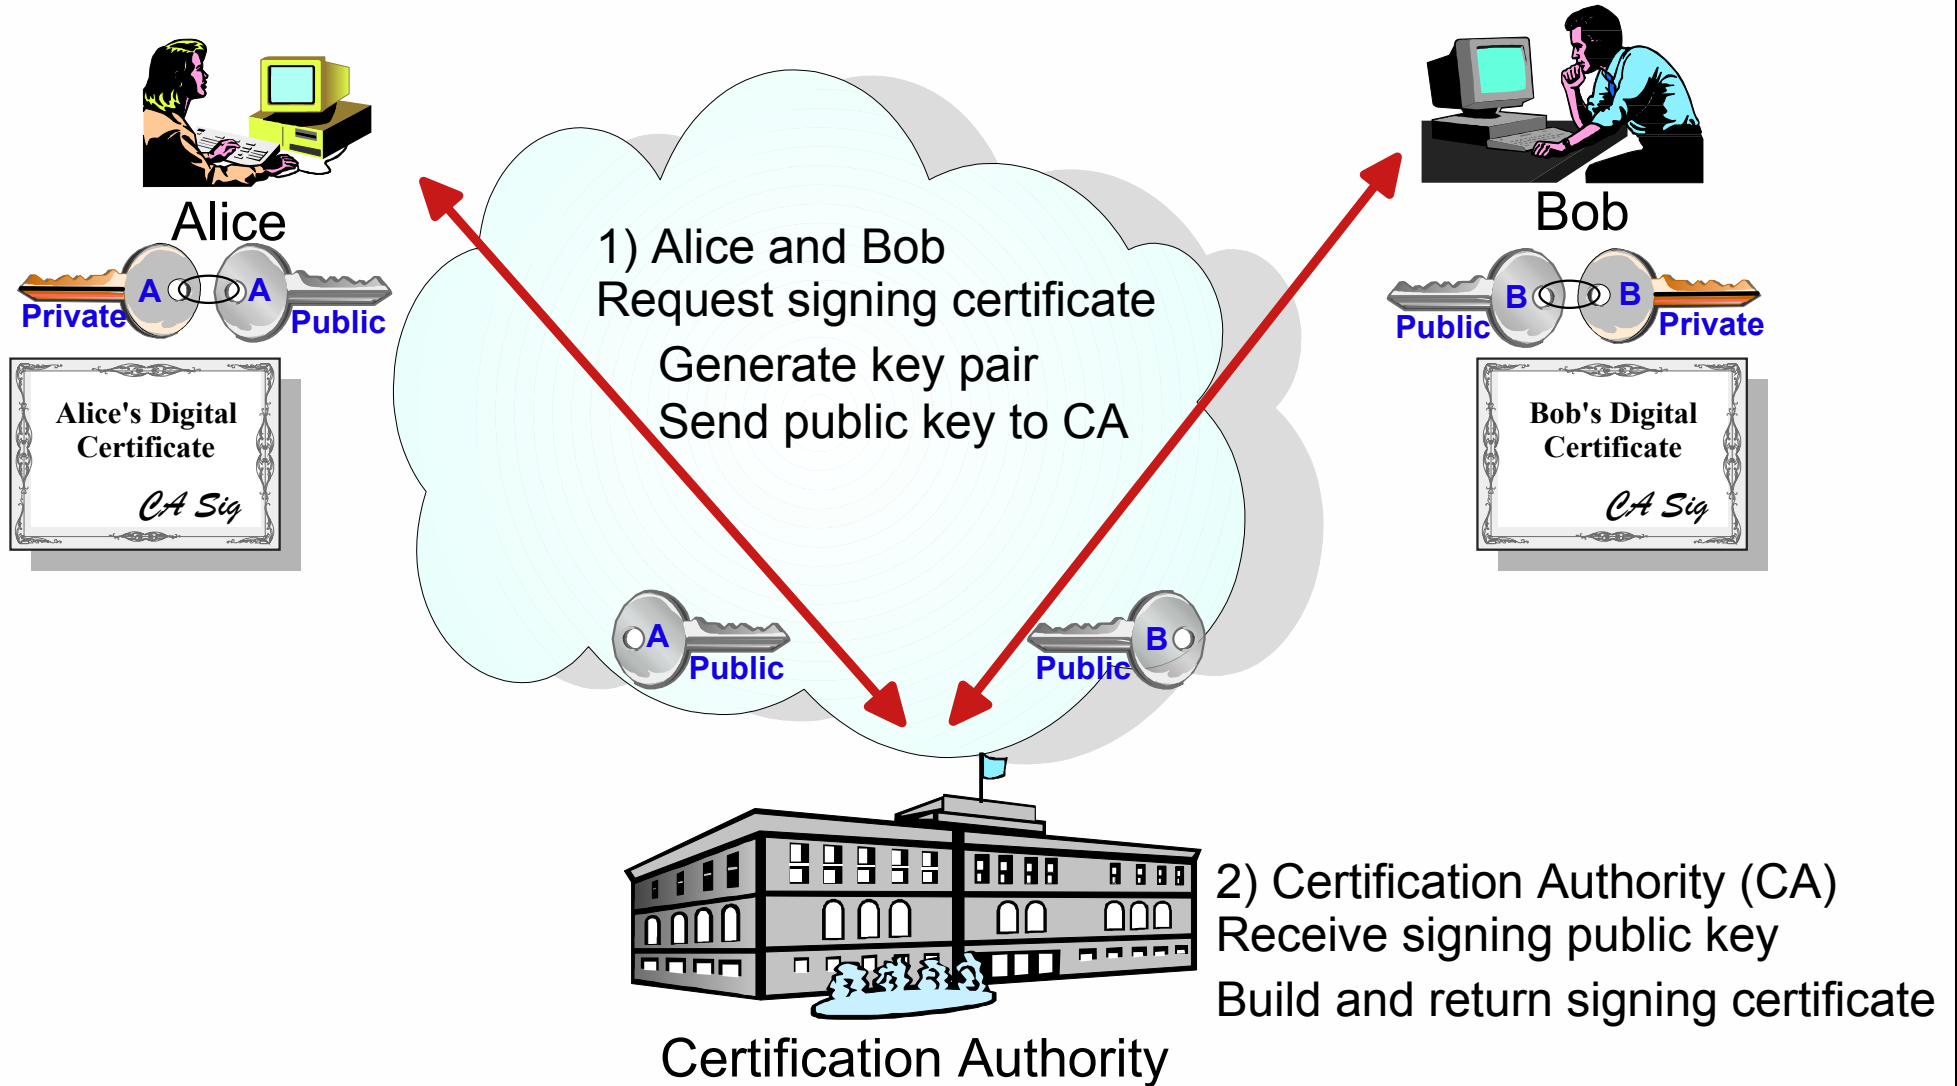 Alice
A
A
Private
Public
Alice's Digital
Certificate
CA Sig
1) Alice and Bob
Request signing certificate
Generate key pair
Send public key to CA
Bob
B
B
Public
Private
Bob's Digital
Certificate
CA Sig
A
Public
B
Public
2) Certification Authority (CA)
Receive signing public key
Build and return signing certificate
Certification Authority